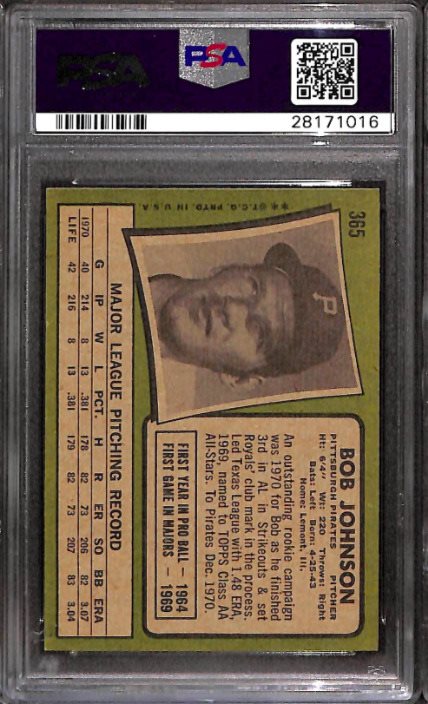 PSA
PSA
28171016
365
BOB JOHNSON
PITTSBURGH PIRATES PITCHER
Ht: 6'4" Wt: 220 Throws: Right
Bats: Left Born: 4-25-43
Home: Lemont, Ill.
An outstanding rookie campaign
was 1970 for Bob as he finished
3rd in AL in Strikeouts & set
Royals' club mark in the process.
Led Texas League with 1.48 ERA,
1969, named to TOPPS Class AA
All-Stars. To Pirates Dec. 1970.
FIRST YEAR IN PRO BALL — 1964
FIRST GAME IN MAJORS — 1969
P
**©T.C.G. PRTD. IN U.S.A.
MAJOR LEAGUE PITCHING RECORD
G IP W L PCT. H R ER SO BB ERA
1970 40 214 8 13 .381 178 82 73 206 82 3.07
LIFE 42 216 8 13 .381 179 82 73 207 83 3.04